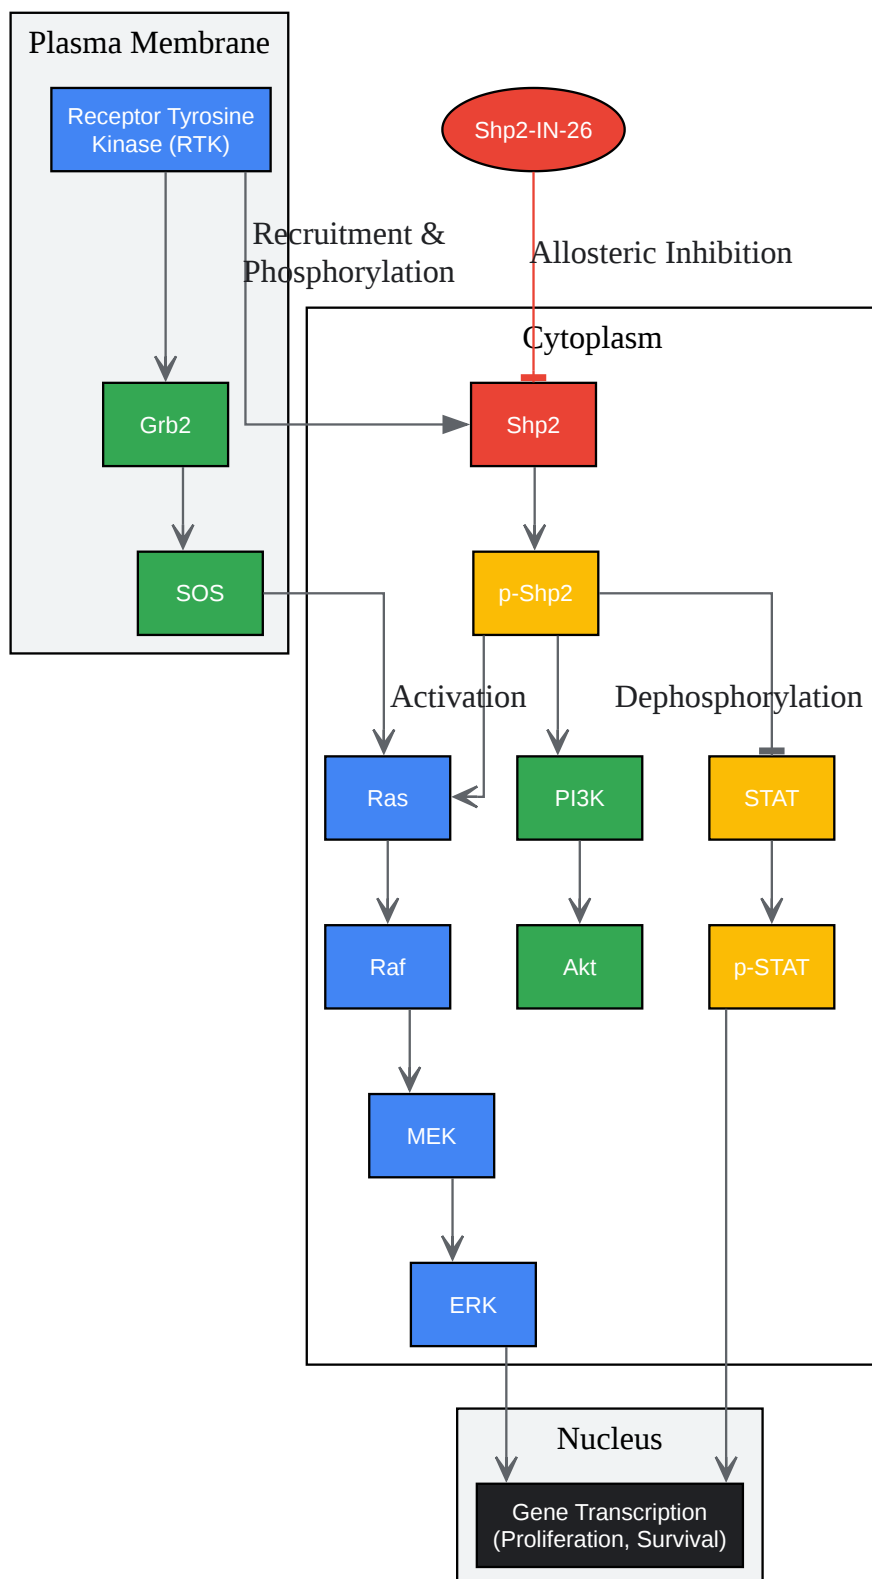 Plasma Membrane
Receptor Tyrosine
Kinase (RTK)
Shp2-IN-26
Recruitment &
Phosphorylation
Allosteric Inhibition
Cytoplasm
Grb2
Shp2
SOS
p-Shp2
Activation
Dephosphorylation
Ras
PI3K
STAT
Raf
Akt
p-STAT
MEK
ERK
Nucleus
Gene Transcription
(Proliferation, Survival)